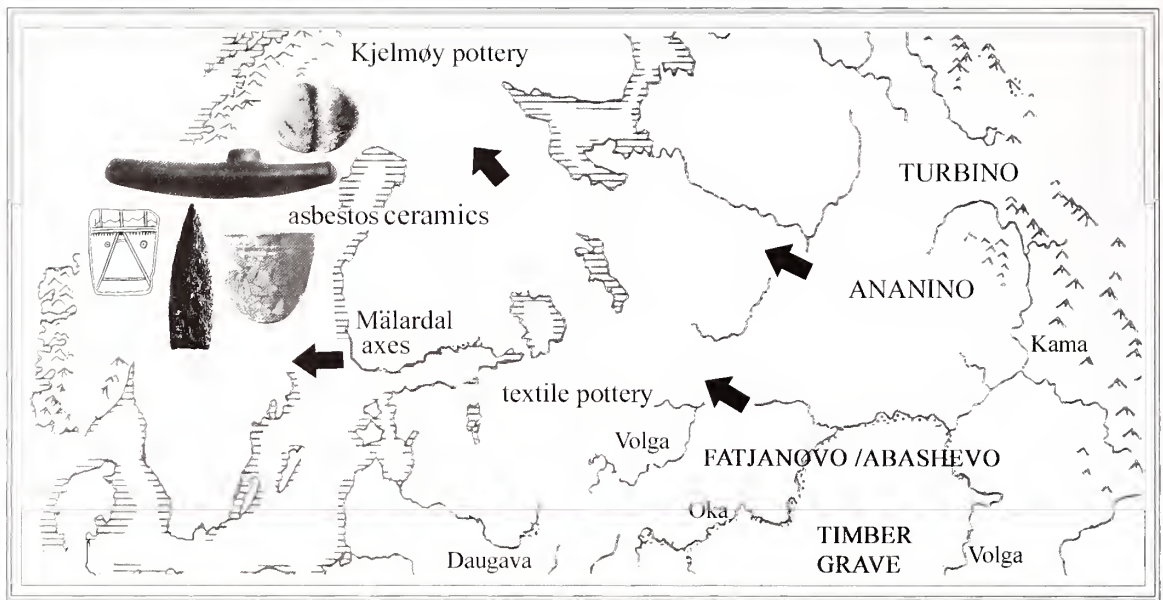 Kjelmøy pottery
TURBINO
asbestos ceramics
ANANINO
Mälardal
axes
Kama
textile pottery
Volga
FATJANOVO /ABASHEVO
Oka
TIMBER
GRAVE
Daugava
Volga